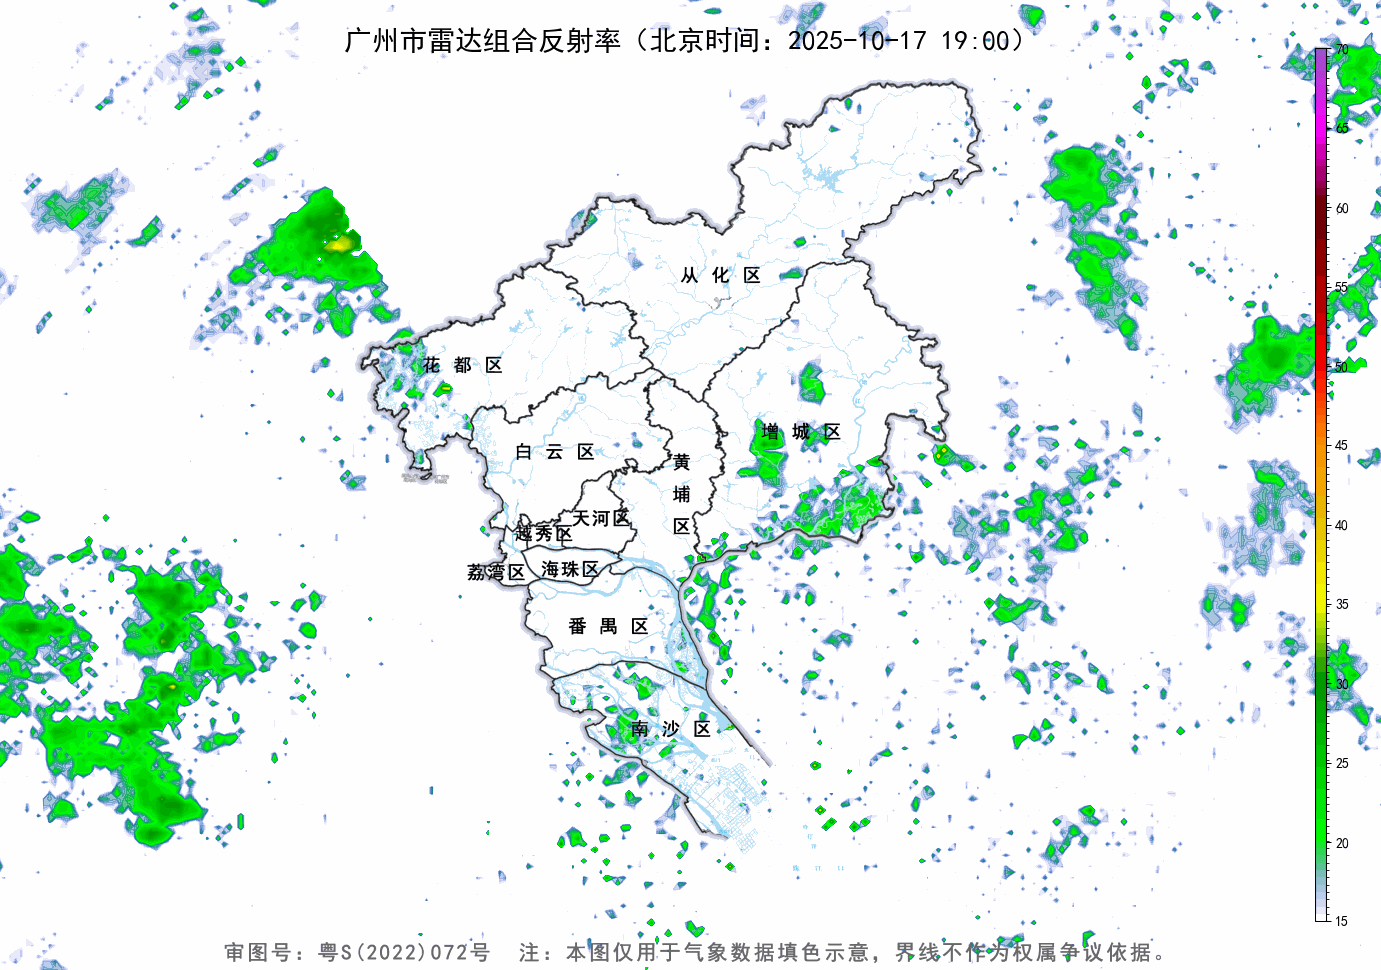 广州市雷达组合反射率（北京时间：2025-10-17 19:00）
70
65
60
55
50
45
40
35
30
25
20
15
从化区
花都区
增城区
白云区
黄埔区
天河区
越秀区
荔湾区
海珠区
番禺区
南沙区
审图号：粤S(2022)072号 注：本图仅用于气象数据填色示意，界线不作为权属争议依据。